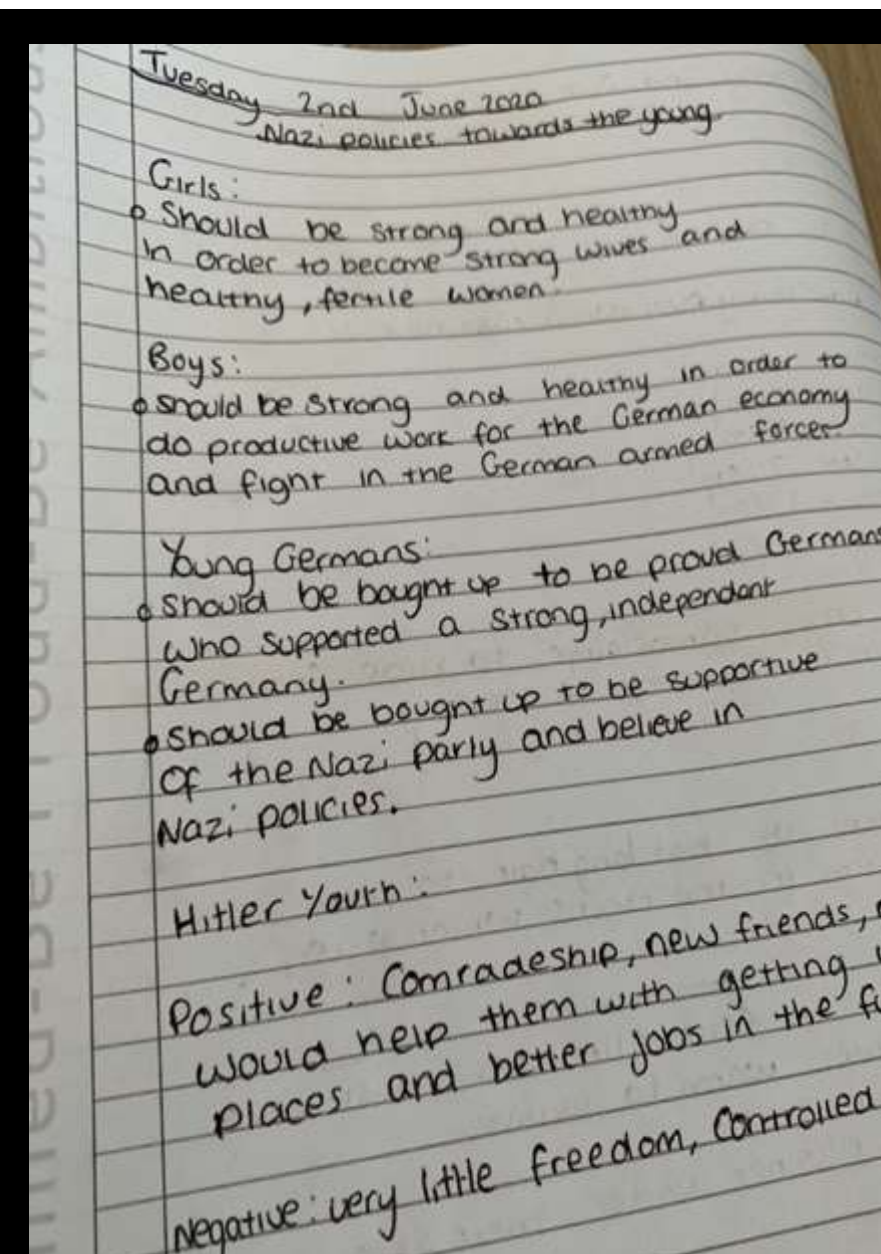 Tuesday 2nd June 2020
Nazi policies towards the young.
Girls:
Should be strong and healthy
in order to become strong wives and
healthy, fertile women.
Boys:
Should be strong and healthy in order to
do productive work for the German economy
and fight in the German armed forces.
Young Germans:
Should be bought up to be proud Germans
who supported a strong, independant
Germany.
Should be bought up to be supportive
Of the Nazi party and believe in
Nazi policies.
Hitler Youth:
Positive: Comradeship, new friends,
would help them with getting
places and better jobs in the
Negative: very little freedom, Controlled